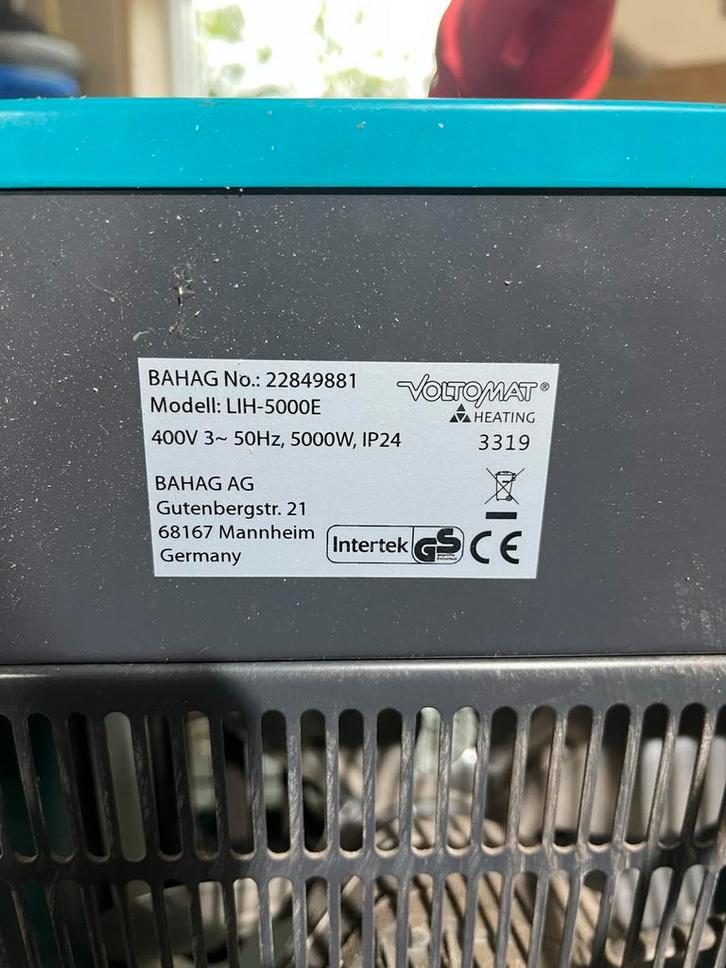 BAHAG No.: 22849881
Modell: LIH-5000E
400V 3~ 50Hz, 5000W, IP24
VOLTOMAT®
HEATING
3319
BAHAG AG
Gutenbergstr. 21
68167 Mannheim
Germany
Intertek GS
CE